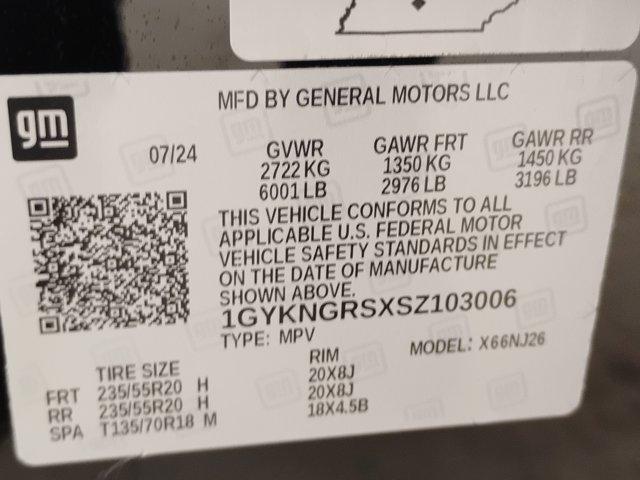 gm
MFD BY GENERAL MOTORS LLC
07/24
GVWR GAWR FRT GAWR RR
2722 KG 1350 KG 1450 KG
6001 LB 2976 LB 3196 LB
THIS VEHICLE CONFORMS TO ALL
APPLICABLE U.S. FEDERAL MOTOR
VEHICLE SAFETY STANDARDS IN EFFECT
ON THE DATE OF MANUFACTURE
SHOWN ABOVE.
1GYKNGRSXSZ103006
TYPE: MPV MODEL: X66NJ26
TIRE SIZE RIM
FRT 235/55R20 H 20X8J
RR 235/55R20 H 20X8J
SPA T135/70R18 M 18X4.5B